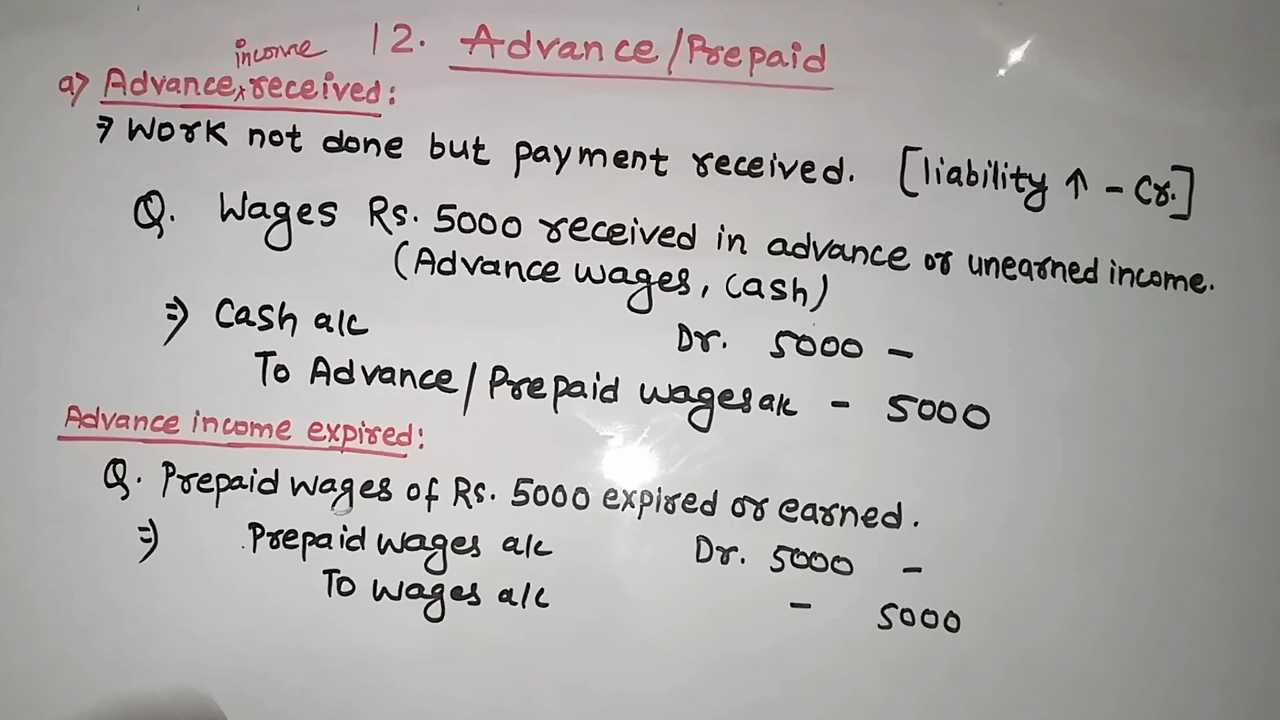 12. Advance/Prepaid
income
a) Advance, received:
→ Work not done but payment received. [liability ↑ - Cr.]
Q. Wages Rs. 5000 received in advance or unearned income.
(Advance wages, cash)
⇒ Cash a/c Dr. 5000 -
To Advance/Prepaid wages a/c - 5000
Advance income expired:
Q. Prepaid wages of Rs. 5000 expired or earned.
⇒ Prepaid wages a/c Dr. 5000 -
To wages a/c - 5000